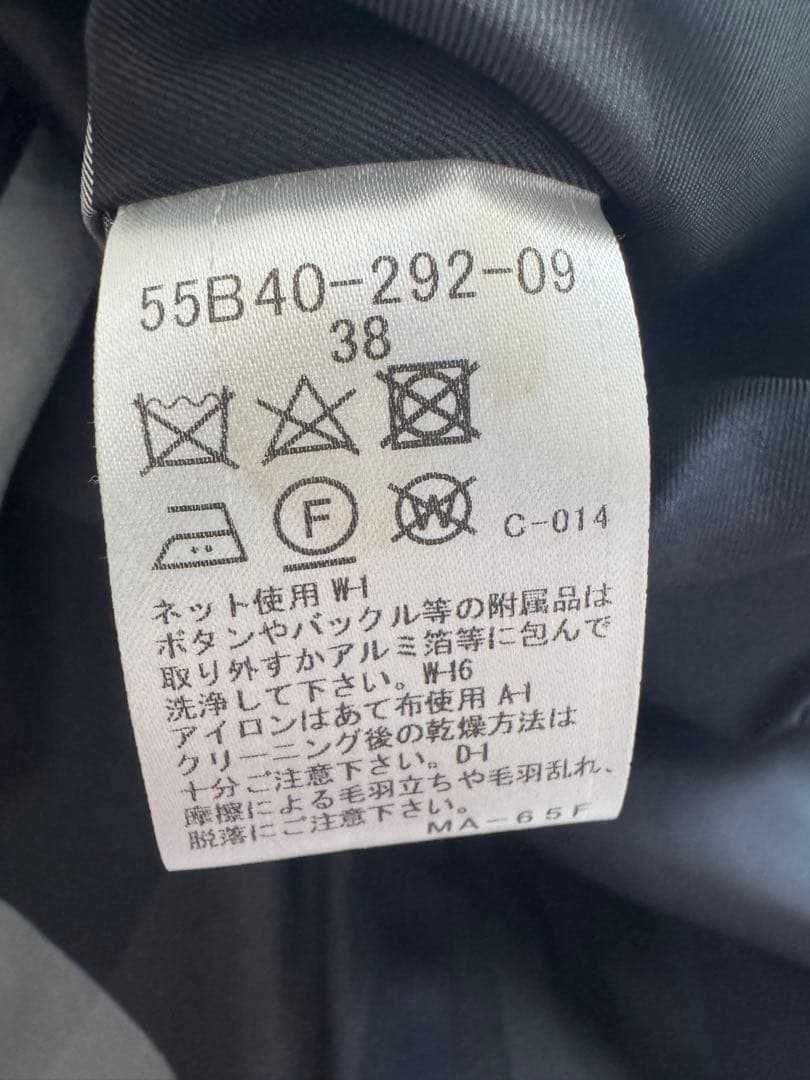 55B40-292-09
38
F
W
C-014
ネット使用 W-1
ボタンやバックル等の附属品は
取り外すかアルミ箔等に包んで
洗浄して下さい。W-16
アイロンはあて布使用 A-1
クリーニング後の乾燥方法は
十分ご注意下さい。D-1
摩擦による毛羽立ちや毛羽乱れ、
脱落にご注意下さい。
MA-65F